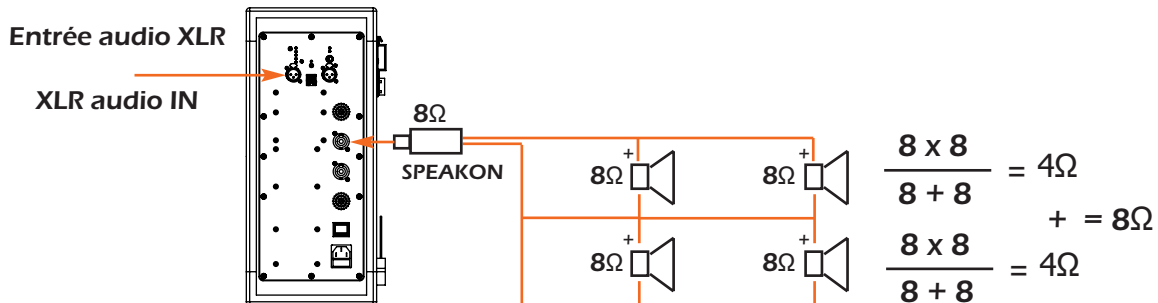 Entrée audio XLR
XLR audio IN
8Ω
SPEAKON
+
8Ω
+
8Ω
+
8Ω
+
8Ω
8 x 8
8 + 8
= 4Ω
+ = 8Ω
8 x 8
8 + 8
= 4Ω